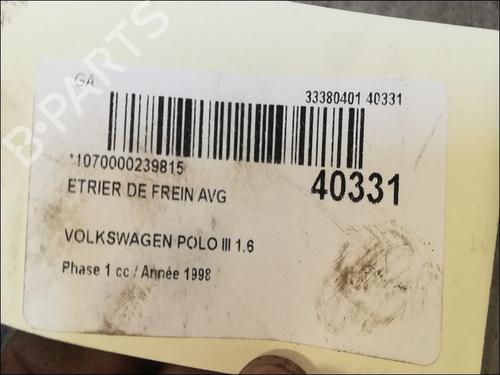 GA
33380401 40331
*1070000239815
ETRIER DE FREIN AVG
40331
VOLKSWAGEN POLO III 1.6
Phase 1 cc / Année 1998